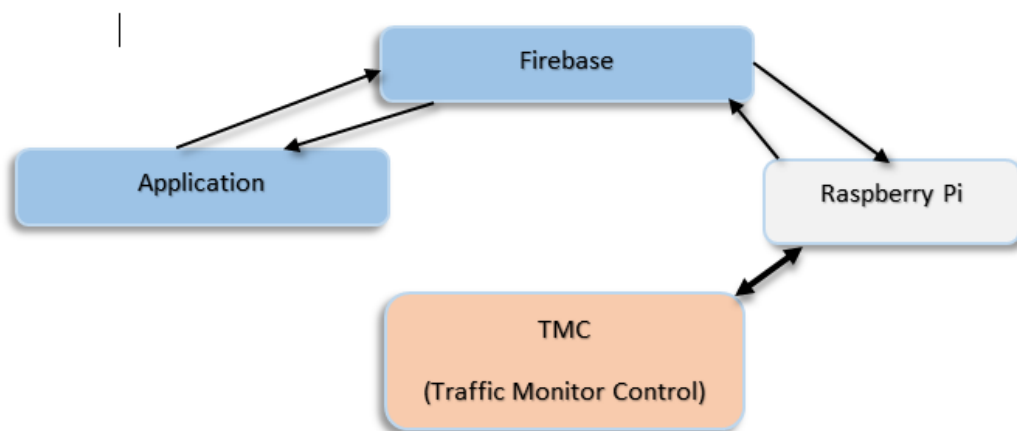 Firebase
Application
Raspberry Pi
TMC
(Traffic Monitor Control)